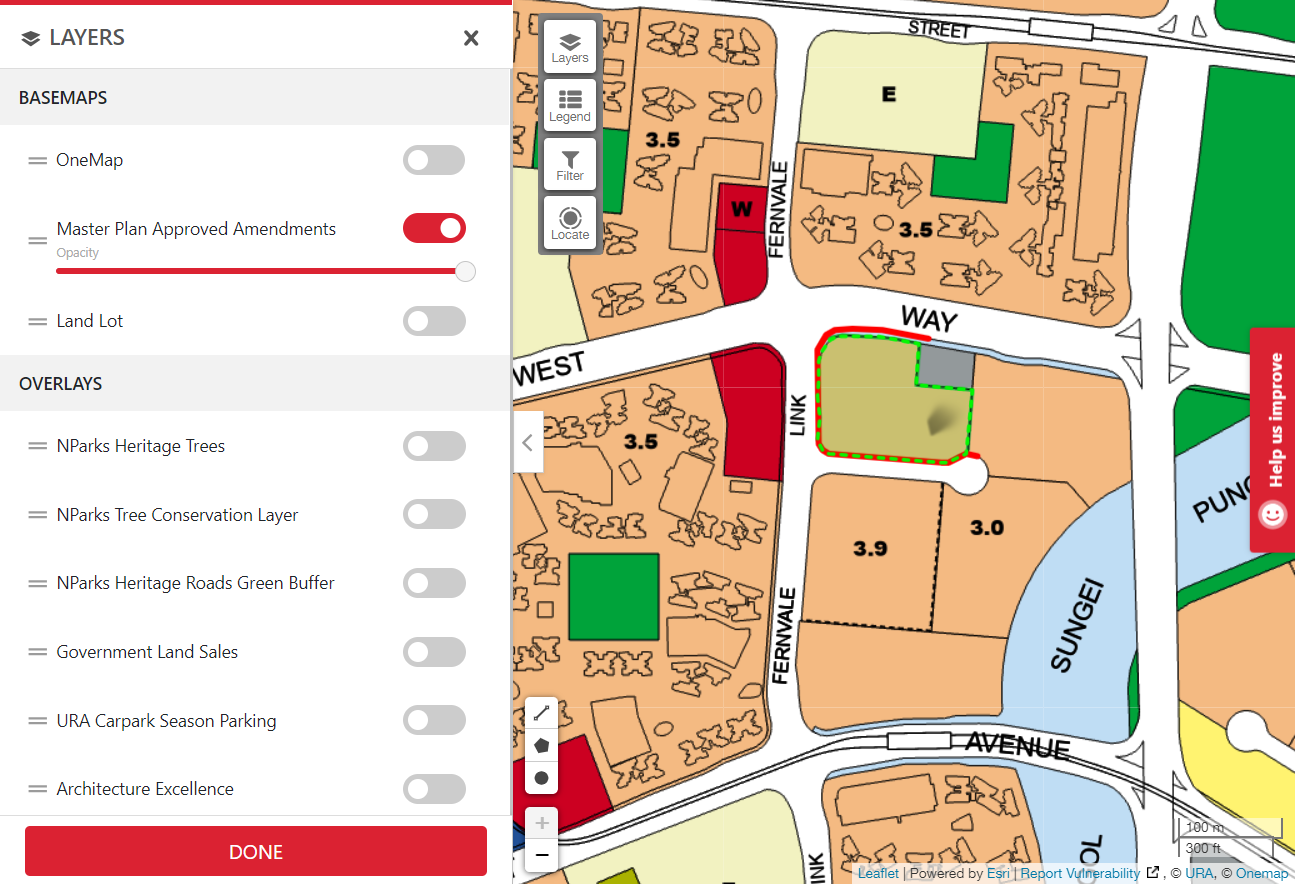 LAYERS
BASEMAPS
OneMap
Master Plan Approved Amendments
Opacity
Land Lot
OVERLAYS
NParks Heritage Trees
NParks Tree Conservation Layer
NParks Heritage Roads Green Buffer
Government Land Sales
URA Carpark Season Parking
Architecture Excellence
DONE
Layers
Legend
Filter
Locate
STREET
E
3.5
W
FERNVALE
3.5
WAY
WEST
LINK
3.5
Help us improve
PUNG
3.0
3.9
SUNGEI
FERNVALE
AVENUE
100 m
300 ft
OOL
INK
Leaflet | Powered by Esri | Report Vulnerability , © URA, © Onemap